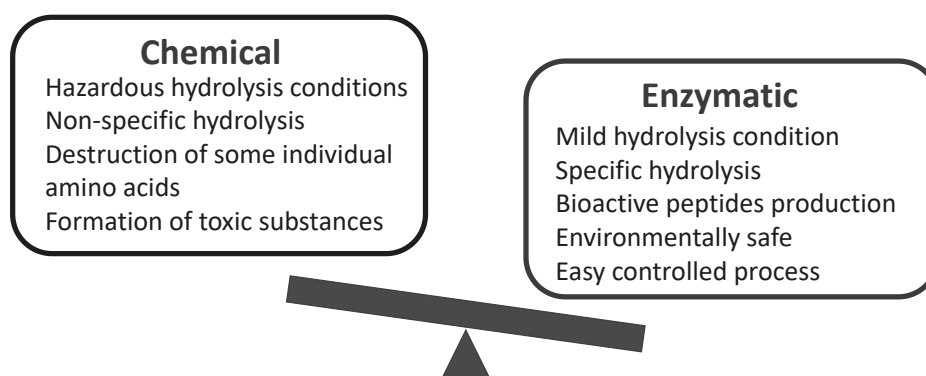 Chemical
Hazardous hydrolysis conditions
Non-specific hydrolysis
Destruction of some individual
amino acids
Formation of toxic substances
Enzymatic
Mild hydrolysis condition
Specific hydrolysis
Bioactive peptides production
Environmentally safe
Easy controlled process